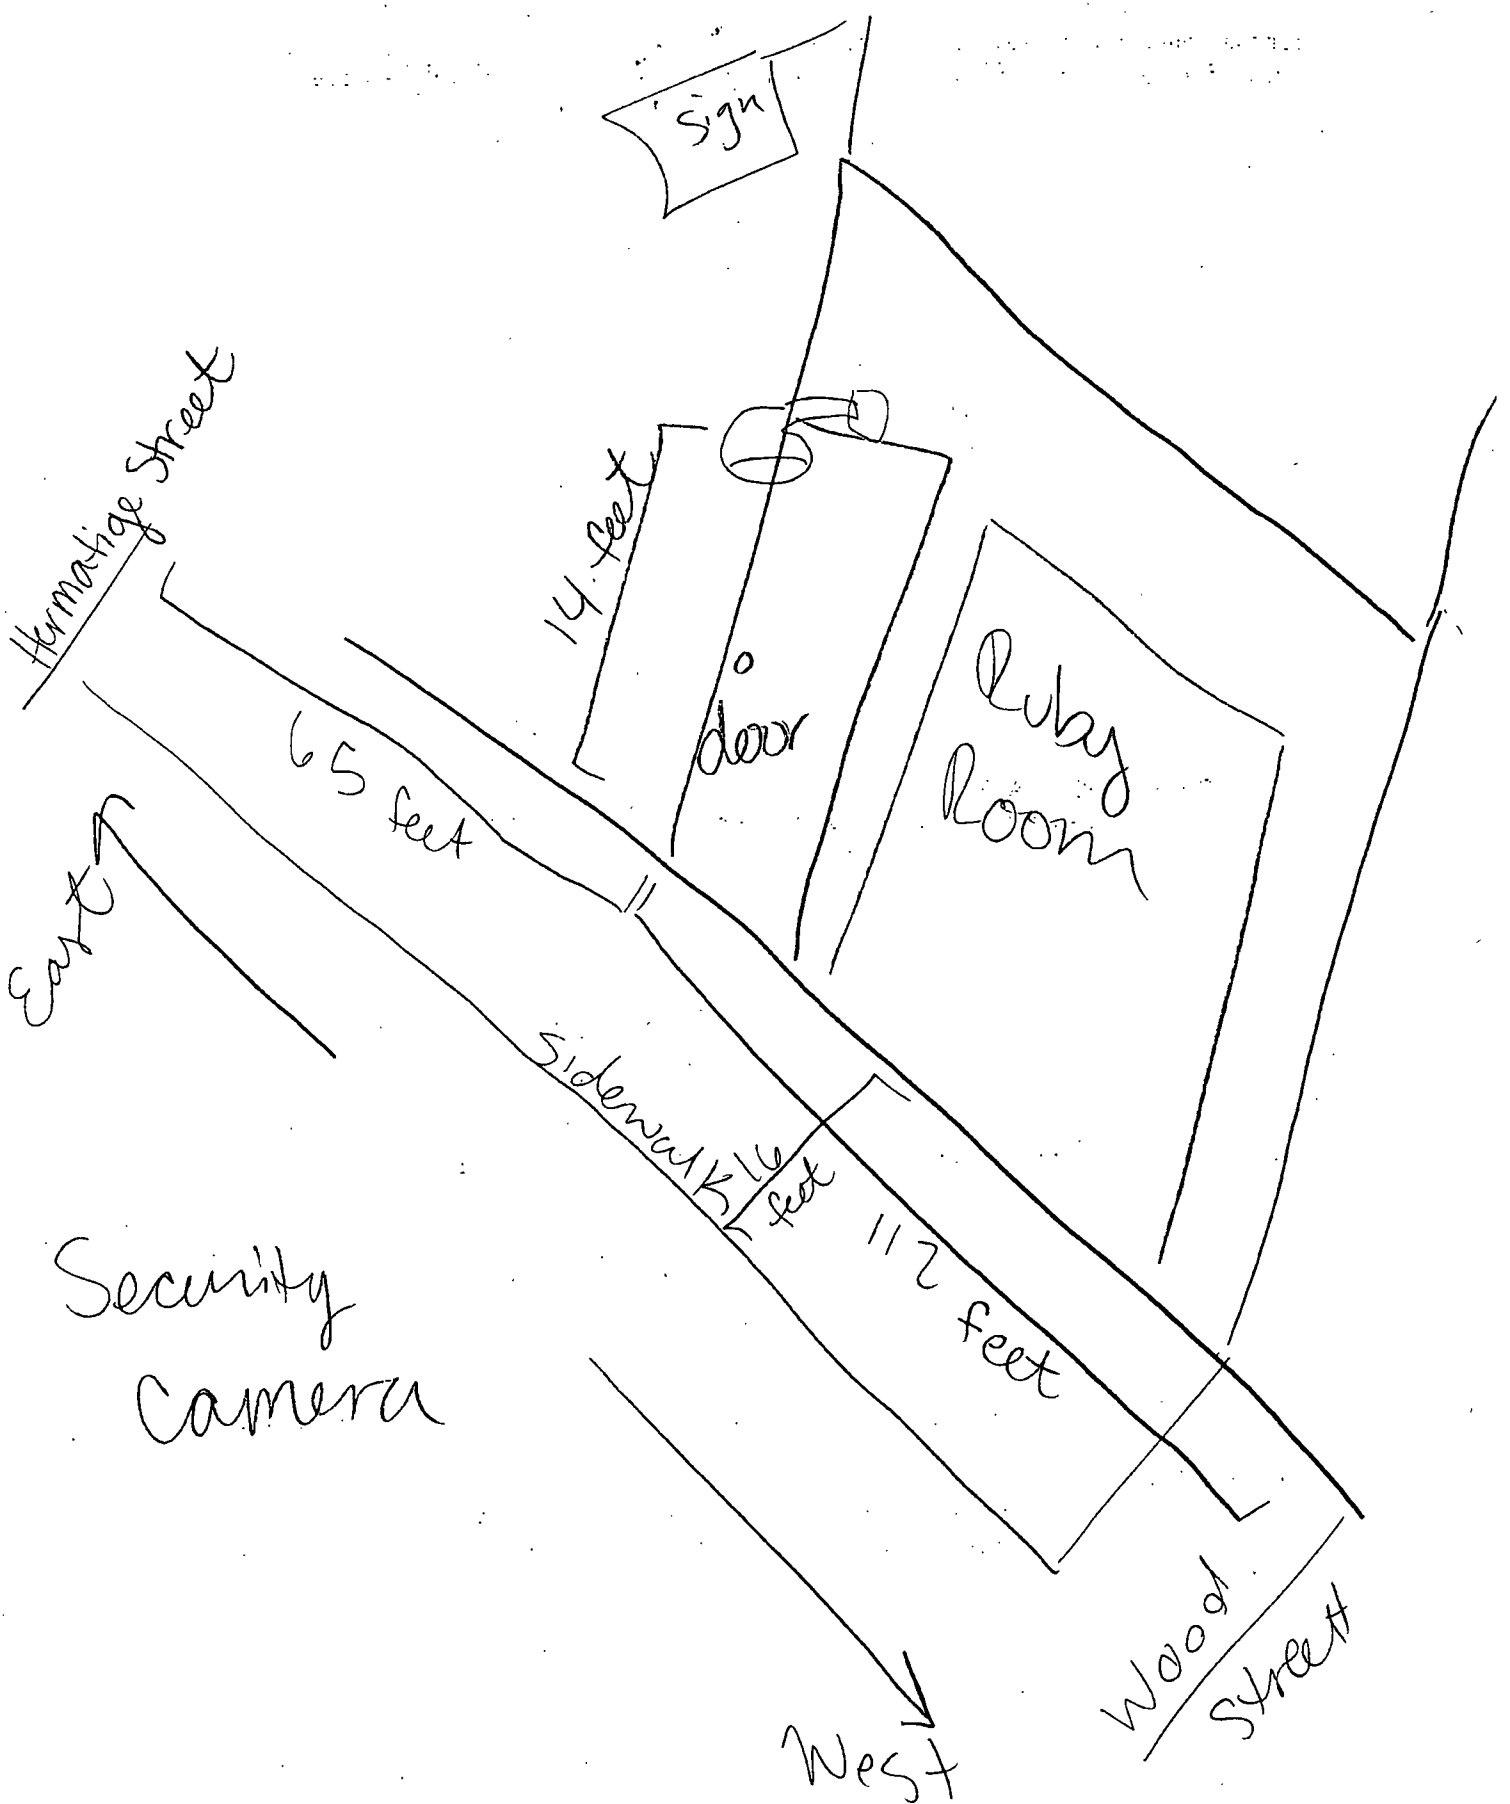 Sign
Hermatige Street
14 feet
door
Ruby
Room
65 feet
East
sidewalk
16
feet
112 feet
Security
Camera
West
Wood
Street